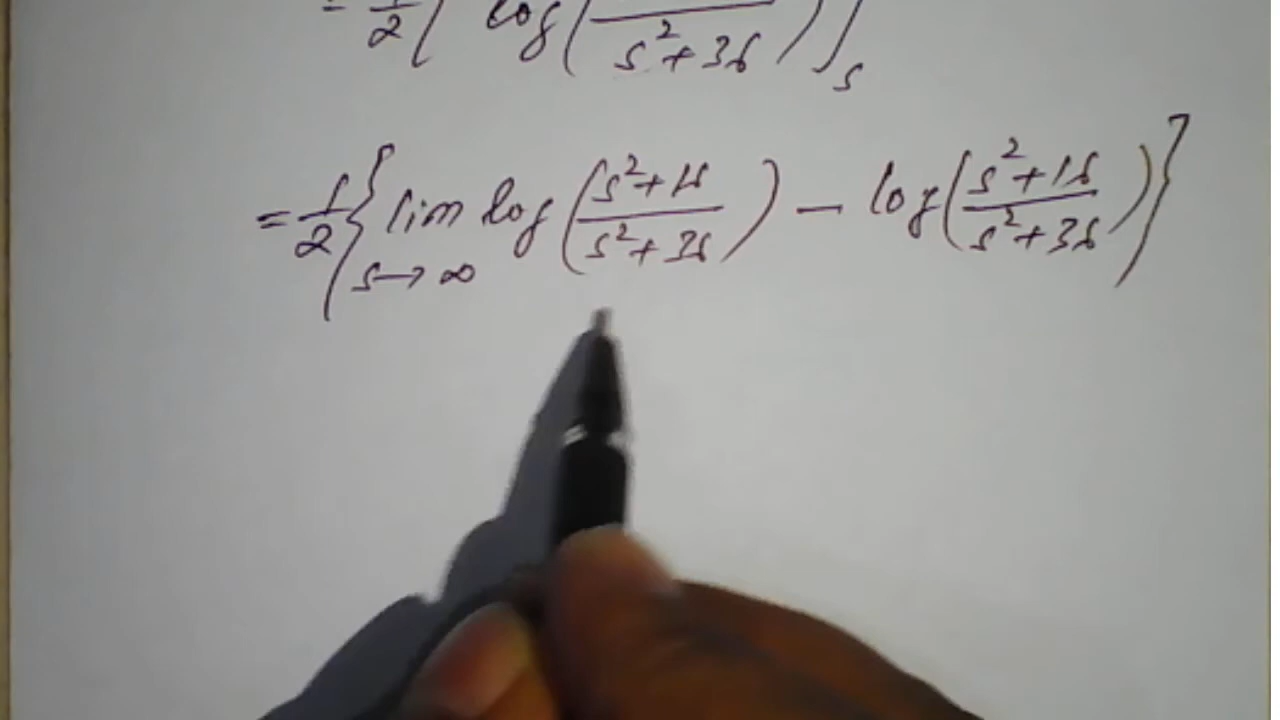 = 1/2 [ log( / s²+36 ) ]s
= 1/2 { lim s→∞ log( s²+16 / s²+36 ) − log( s²+16 / s²+36 ) }